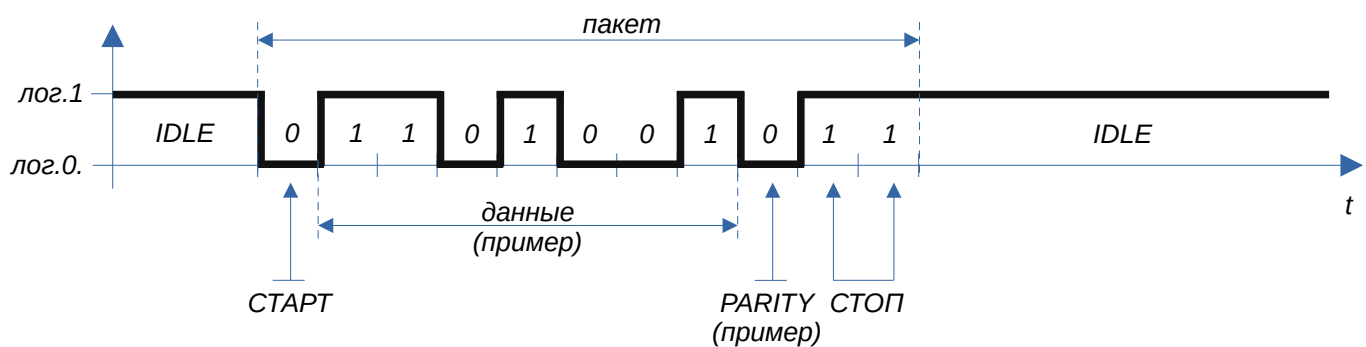 пакет
лог.1
IDLE 0 1 1 0 1 0 0 1 0 1 1 IDLE
лог.0.
t
данные
(пример)
СТАРТ PARITY СТОП
(пример)